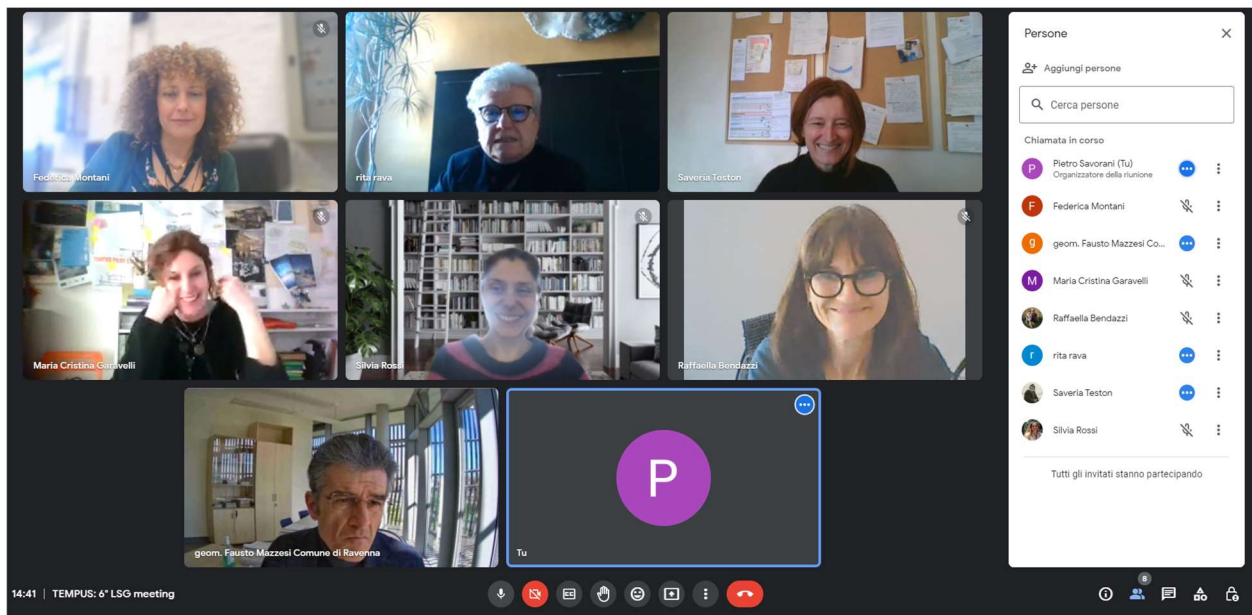 Federica Montani
rita rava
Saveria Teston
Maria Cristina Garavelli
Silvia Rossi
Raffaella Bendazzi
geom. Fausto Mazzesi Comune di Ravenna
P
Tu
14:41 | TEMPUS: 6° LSG meeting
8
Persone
Aggiungi persone
Cerca persone
Chiamata in corso
P
Pietro Savorani (Tu)
Organizzatore della riunione
F
Federica Montani
g
geom. Fausto Mazzesi Co...
M
Maria Cristina Garavelli
Raffaella Bendazzi
r
rita rava
Saveria Teston
Silvia Rossi
Tutti gli invitati stanno partecipando